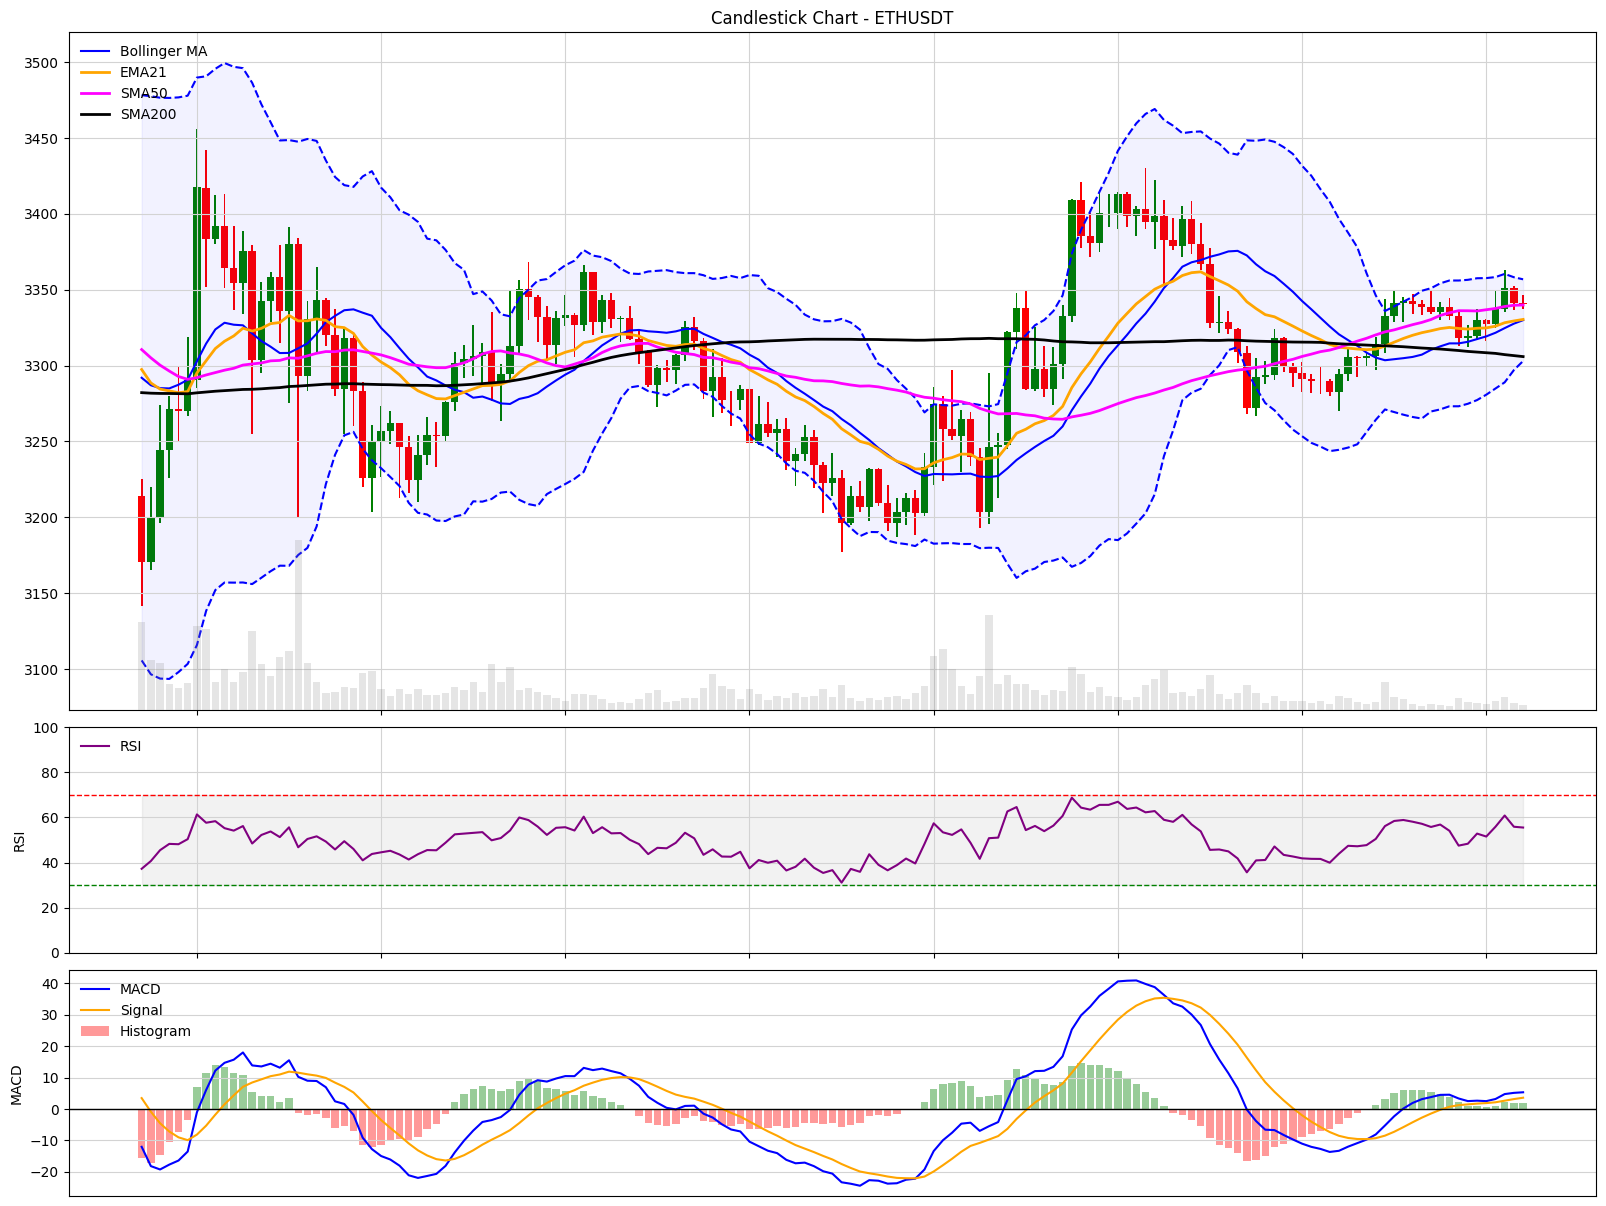 Candlestick Chart - ETHUSDT
Bollinger MA
EMA21
SMA50
SMA200
3500
3450
3400
3350
3300
3250
3200
3150
3100
RSI
RSI
100
80
60
40
20
0
MACD
Signal
Histogram
MACD
40
30
20
10
0
−10
−20